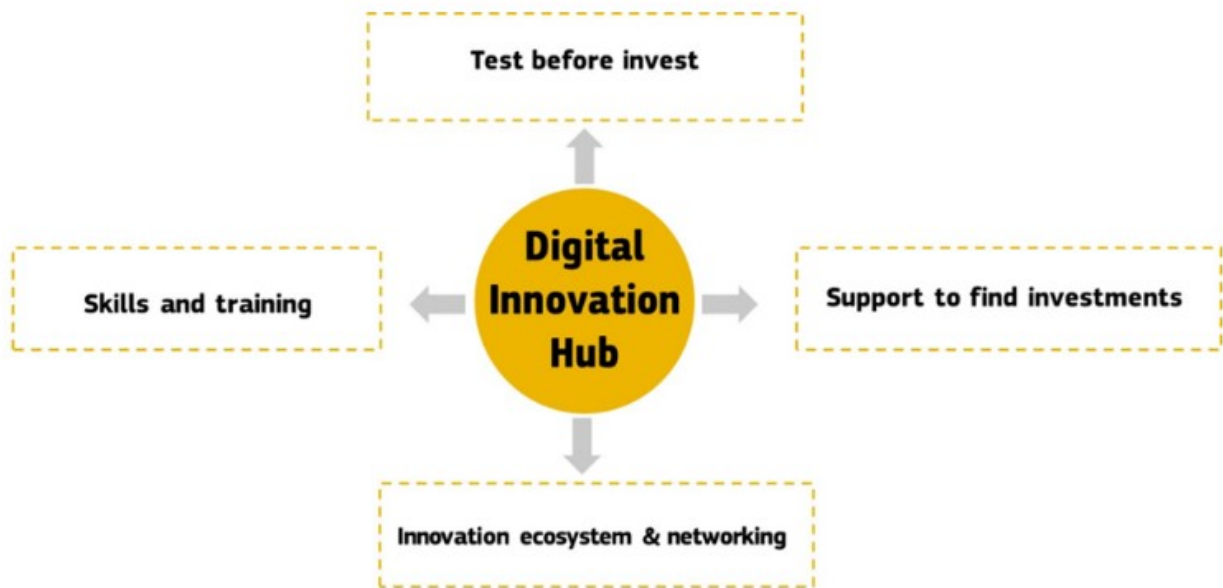 Test before invest
Skills and training
Digital
Innovation
Hub
Support to find investments
Innovation ecosystem & networking